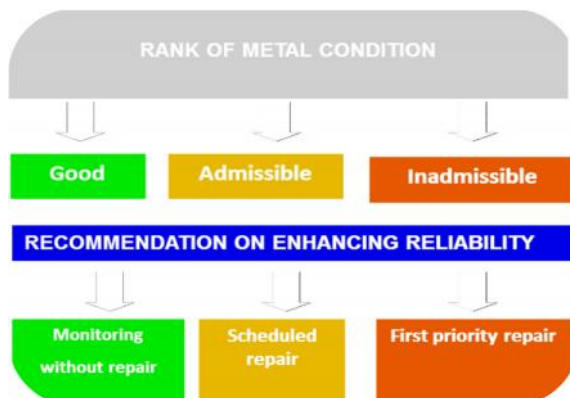 RANK OF METAL CONDITION
Good
Admissible
Inadmissible
RECOMMENDATION ON ENHANCING RELIABILITY
Monitoring
without repair
Scheduled
repair
First priority repair